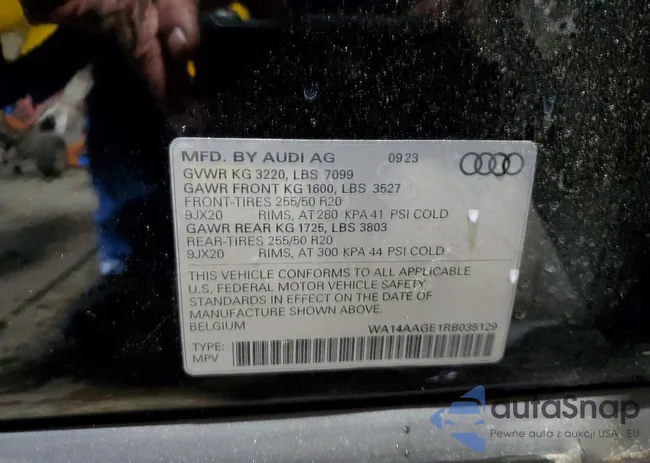 MFD. BY AUDI AG 09 23
GVWR KG 3220, LBS 7099
GAWR FRONT KG 1600, LBS 3527
FRONT-TIRES 255/50 R20
9JX20 RIMS, AT 280 KPA 41 PSI COLD
GAWR REAR KG 1725, LBS 3803
REAR-TIRES 255/50 R20
9JX20 RIMS, AT 300 KPA 44 PSI COLD
THIS VEHICLE CONFORMS TO ALL APPLICABLE
U.S. FEDERAL MOTOR VEHICLE SAFETY
STANDARDS IN EFFECT ON THE DATE OF
MANUFACTURE SHOWN ABOVE.
BELGIUM WA14AAGE1RB035129
TYPE:
MPV
autaSnap
Pewne auta z aukcji USA - EU